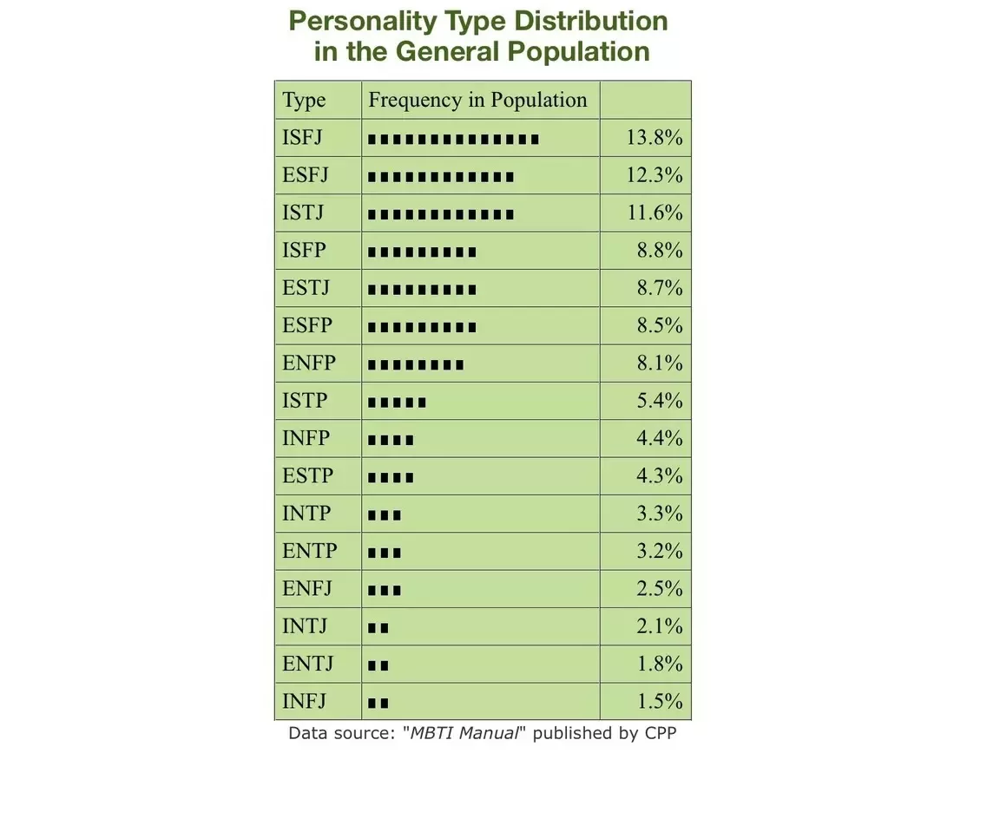 Personality Type Distribution
in the General Population
Type Frequency in Population
ISFJ 13.8%
ESFJ 12.3%
ISTJ 11.6%
ISFP 8.8%
ESTJ 8.7%
ESFP 8.5%
ENFP 8.1%
ISTP 5.4%
INFP 4.4%
ESTP 4.3%
INTP 3.3%
ENTP 3.2%
ENFJ 2.5%
INTJ 2.1%
ENTJ 1.8%
INFJ 1.5%
Data source: "MBTI Manual" published by CPP